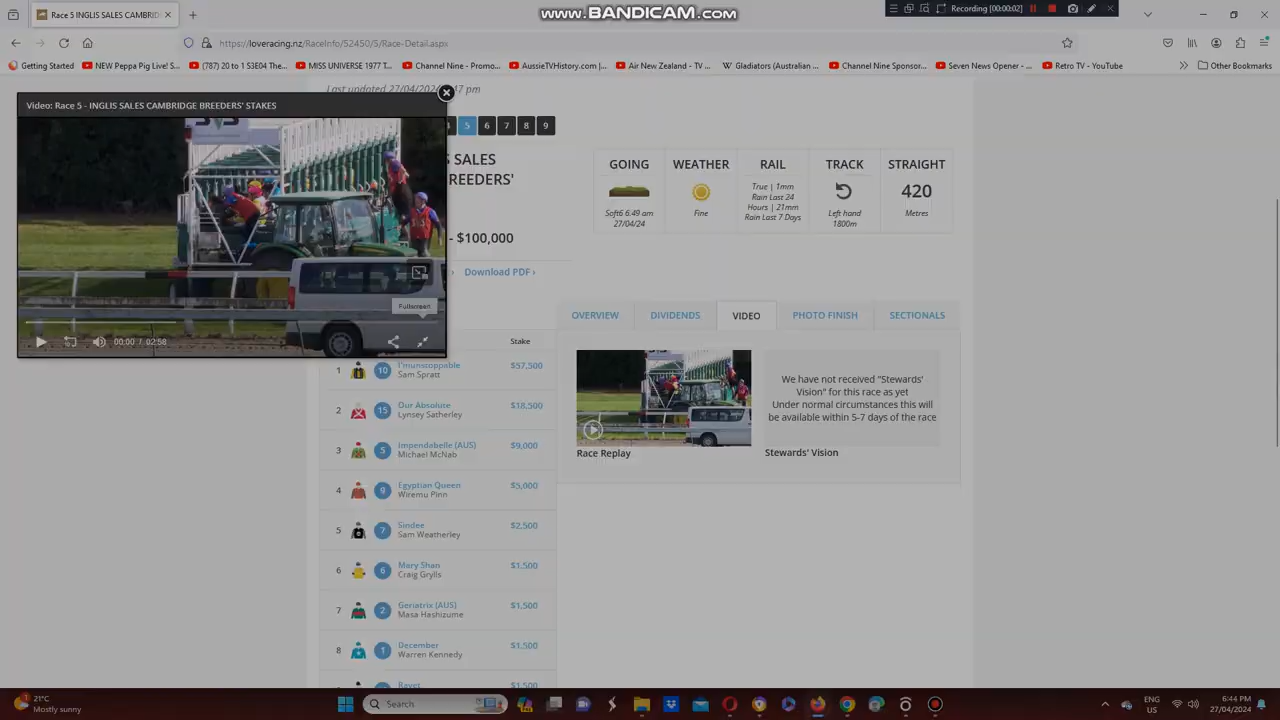 www.BANDICAM.com
Recording [00:00:02]
Race 5 INGLIS SALES CAMBRID
https://loveracing.nz/RaceInfo/52450/5/Race-Detail.aspx
Getting Started
NEW Peppa Pig Live! S...
(787) 20 to 1 S3E04 The...
MISS UNIVERSE 1977 T...
Channel Nine - Promo...
AussieTVHistory.com |...
Air New Zealand - TV ...
Gladiators (Australian ...
Channel Nine Sponsor...
Seven News Opener - ...
Retro TV - YouTube
Other Bookmarks
Last updated 27/04/202
47 pm
Video: Race 5 - INGLIS SALES CAMBRIDGE BREEDERS' STAKES
5 6 7 8 9
SALES
REEDERS'
- $100,000
Download PDF ›
GOING
Soft6 6.49 am
27/04/24
WEATHER
Fine
RAIL
True | 1mm
Rain Last 24
Hours | 21mm
Rain Last 7 Days
TRACK
Left hand
1800m
STRAIGHT
420
Metres
Fullscreen
00:00 / 02:58
OVERVIEW
DIVIDENDS
VIDEO
PHOTO FINISH
SECTIONALS
Stake
1 10 I'munstoppable $57,500
Sam Spratt
2 15 Our Absolute $18,500
Lynsey Satherley
3 5 Impendabelle (AUS) $9,000
Michael McNab
4 9 Egyptian Queen $5,000
Wiremu Pinn
5 7 Sindee $2,500
Sam Weatherley
6 6 Mary Shan $1,500
Craig Grylls
7 2 Geriatrix (AUS) $1,500
Masa Hashizume
8 1 December $1,500
Warren Kennedy
$1,500
Race Replay
We have not received "Stewards'
Vision" for this race as yet
Under normal circumstances this will
be available within 5-7 days of the race
Stewards' Vision
21°C
Mostly sunny
Search
ENG
US
6:44 PM
27/04/2024